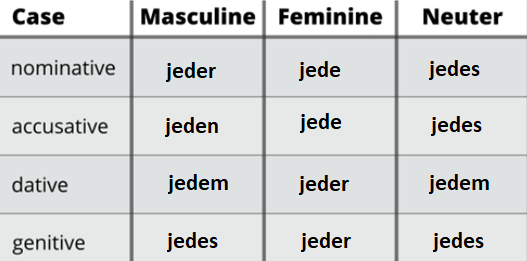 Case Masculine Feminine Neuter
nominative jeder jede jedes
accusative jeden jede jedes
dative jedem jeder jedem
genitive jedes jeder jedes